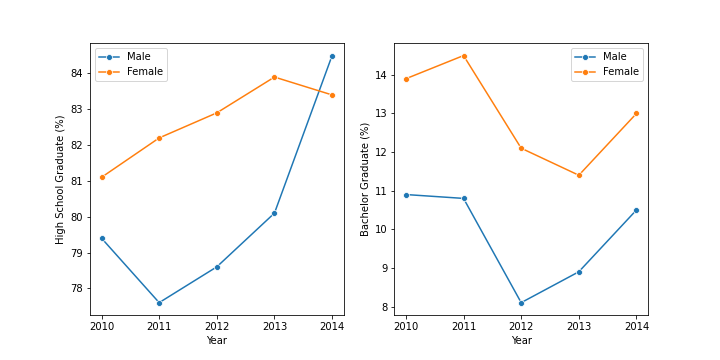 Male
Female
High School Graduate (%)
84
83
82
81
80
79
78
2010 2011 2012 2013 2014
Year
Male
Female
Bachelor Graduate (%)
14
13
12
11
10
9
8
2010 2011 2012 2013 2014
Year